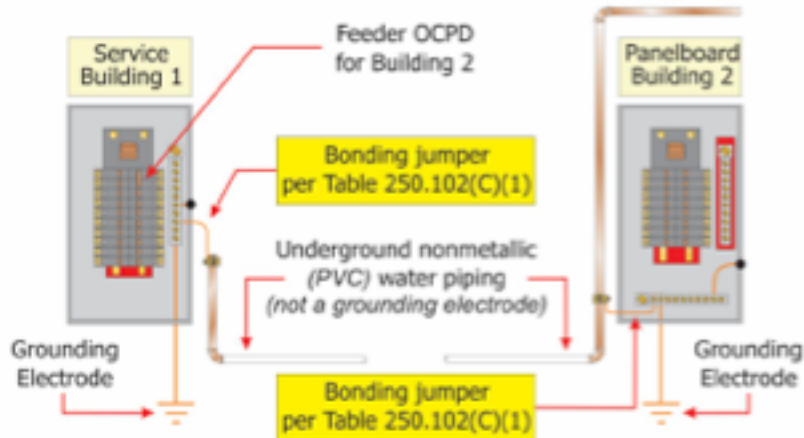 Service
Building 1
Feeder OCPD
for Building 2
Panelboard
Building 2
Bonding jumper
per Table 250.102(C)(1)
Underground nonmetallic
(PVC) water piping
(not a grounding electrode)
Grounding
Electrode
Bonding jumper
per Table 250.102(C)(1)
Grounding
Electrode